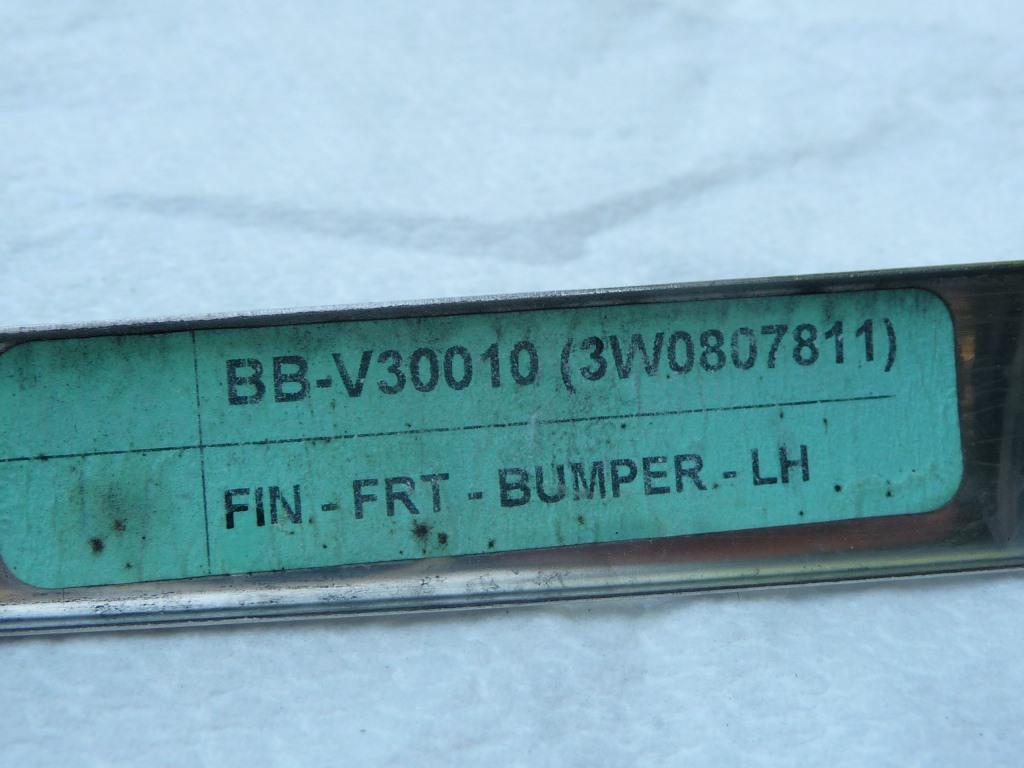 BB-V30010 (3W0807811)
FIN - FRT - BUMPER - LH